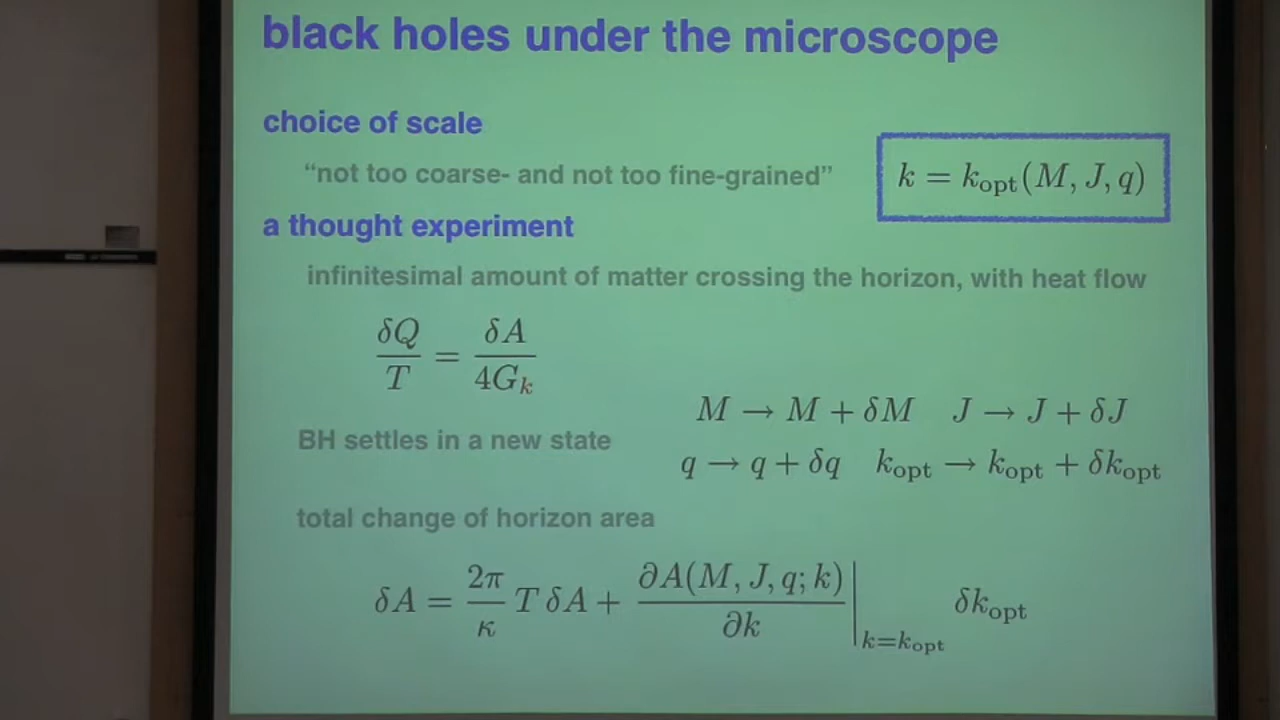 black holes under the microscope
choice of scale
“not too coarse- and not too fine-grained”
k = k_opt(M, J, q)
a thought experiment
infinitesimal amount of matter crossing the horizon, with heat flow
δQ/T = δA/4G_k
M → M + δM J → J + δJ
BH settles in a new state
q → q + δq k_opt → k_opt + δk_opt
total change of horizon area
δA = 2π/κ T δA + ∂A(M, J, q; k)/∂k |_{k=k_opt} δk_opt